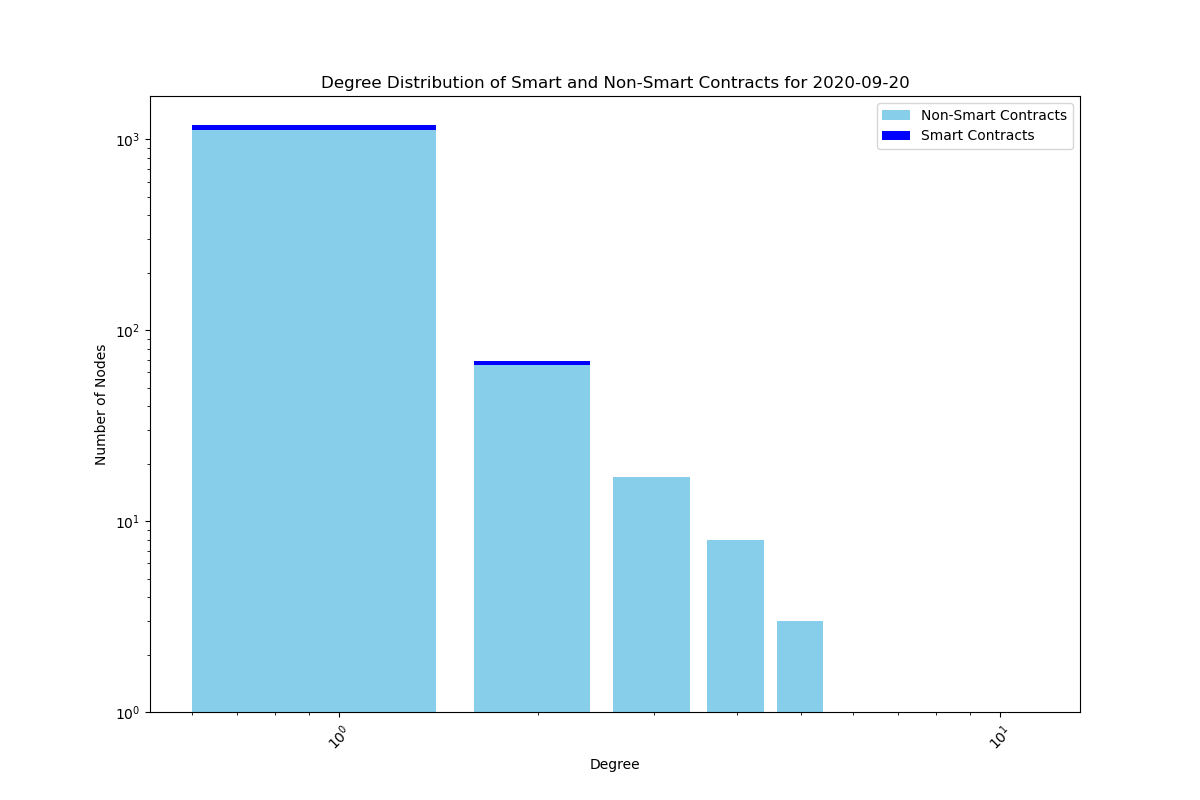 Degree Distribution of Smart and Non-Smart Contracts for 2020-09-20
Non-Smart Contracts
Smart Contracts
Number of Nodes
10³
10²
10¹
10⁰
10⁰
10¹
Degree